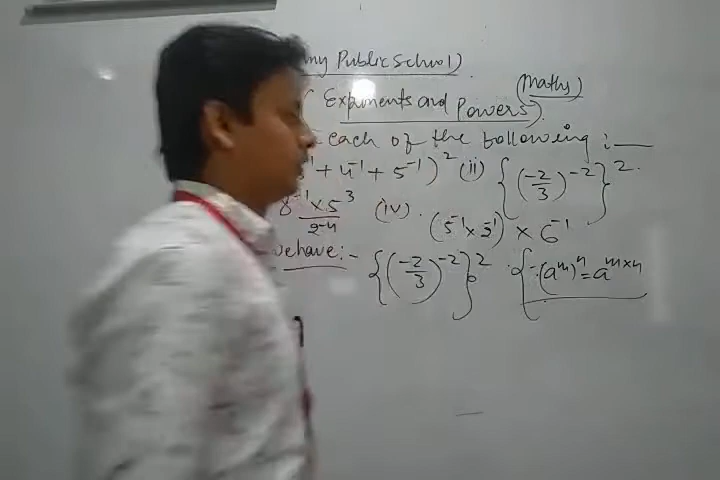 my Public School)
(Maths)
Exponents and Powers).
each of the following :—
⁻¹ + 4⁻¹ + 5⁻¹)² (ii) {(-2/3)⁻²}².
8⁻¹ × 5³/2⁻⁴ (iv). (5⁻¹ × 2⁻¹) × 6⁻¹
we have:- {(-2/3)⁻²}² {∵(aᵐ)ⁿ = aᵐˣⁿ